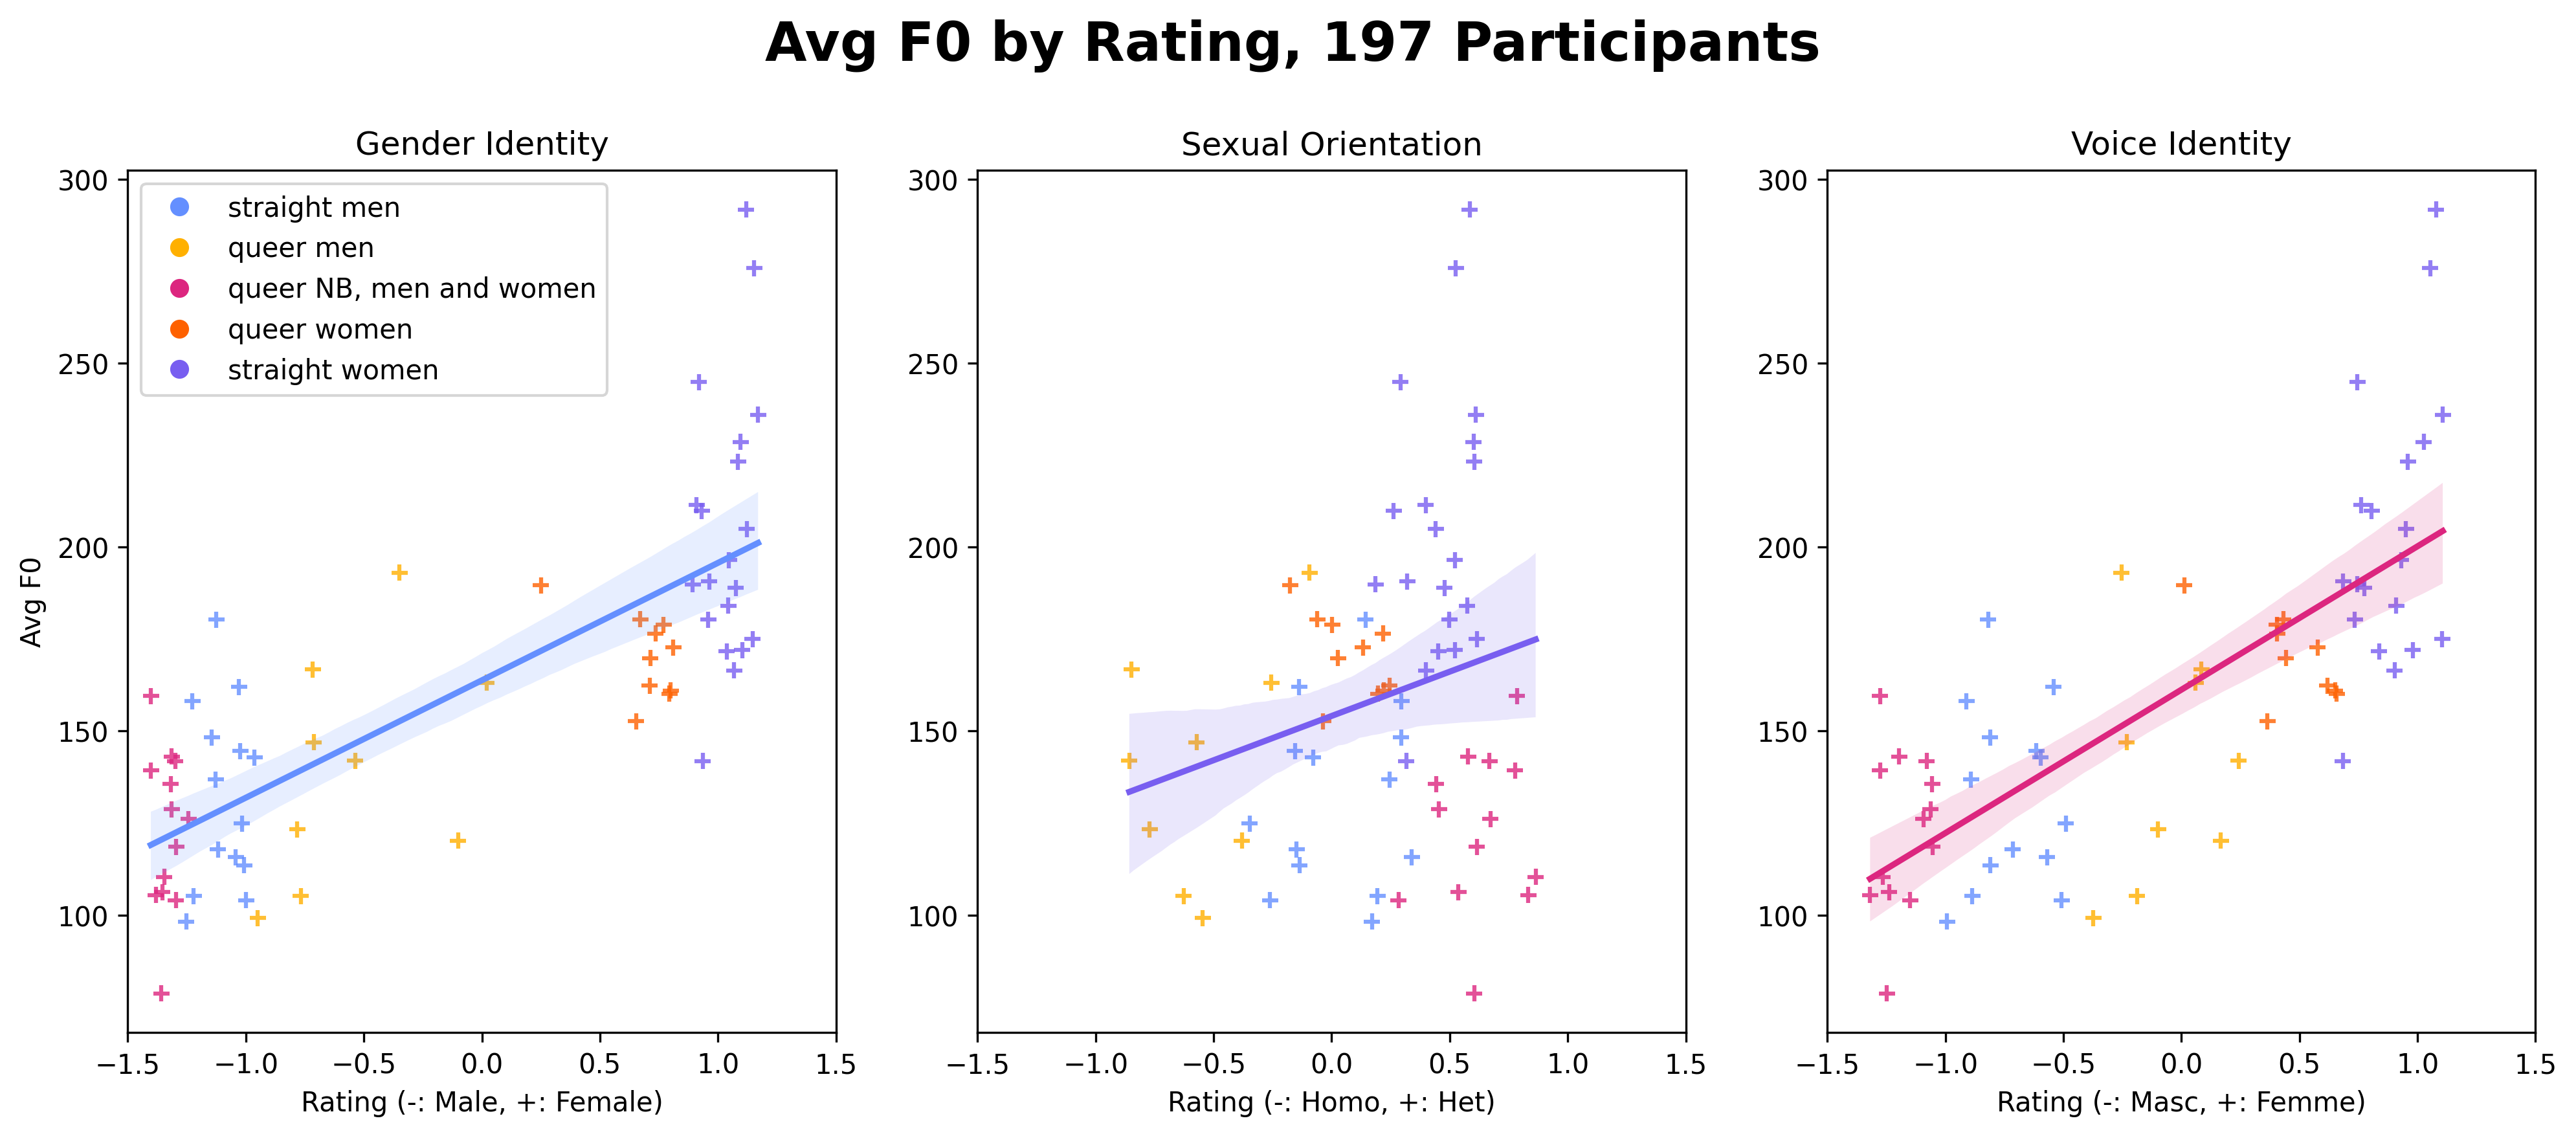 Avg F0 by Rating, 197 Participants
Gender Identity
300
250
200
150
100
Avg F0
straight men
queer men
queer NB, men and women
queer women
straight women
−1.5 −1.0 −0.5 0.0 0.5 1.0 1.5
Rating (-: Male, +: Female)
Sexual Orientation
300
250
200
150
100
−1.5 −1.0 −0.5 0.0 0.5 1.0 1.5
Rating (-: Homo, +: Het)
Voice Identity
300
250
200
150
100
−1.5 −1.0 −0.5 0.0 0.5 1.0 1.5
Rating (-: Masc, +: Femme)